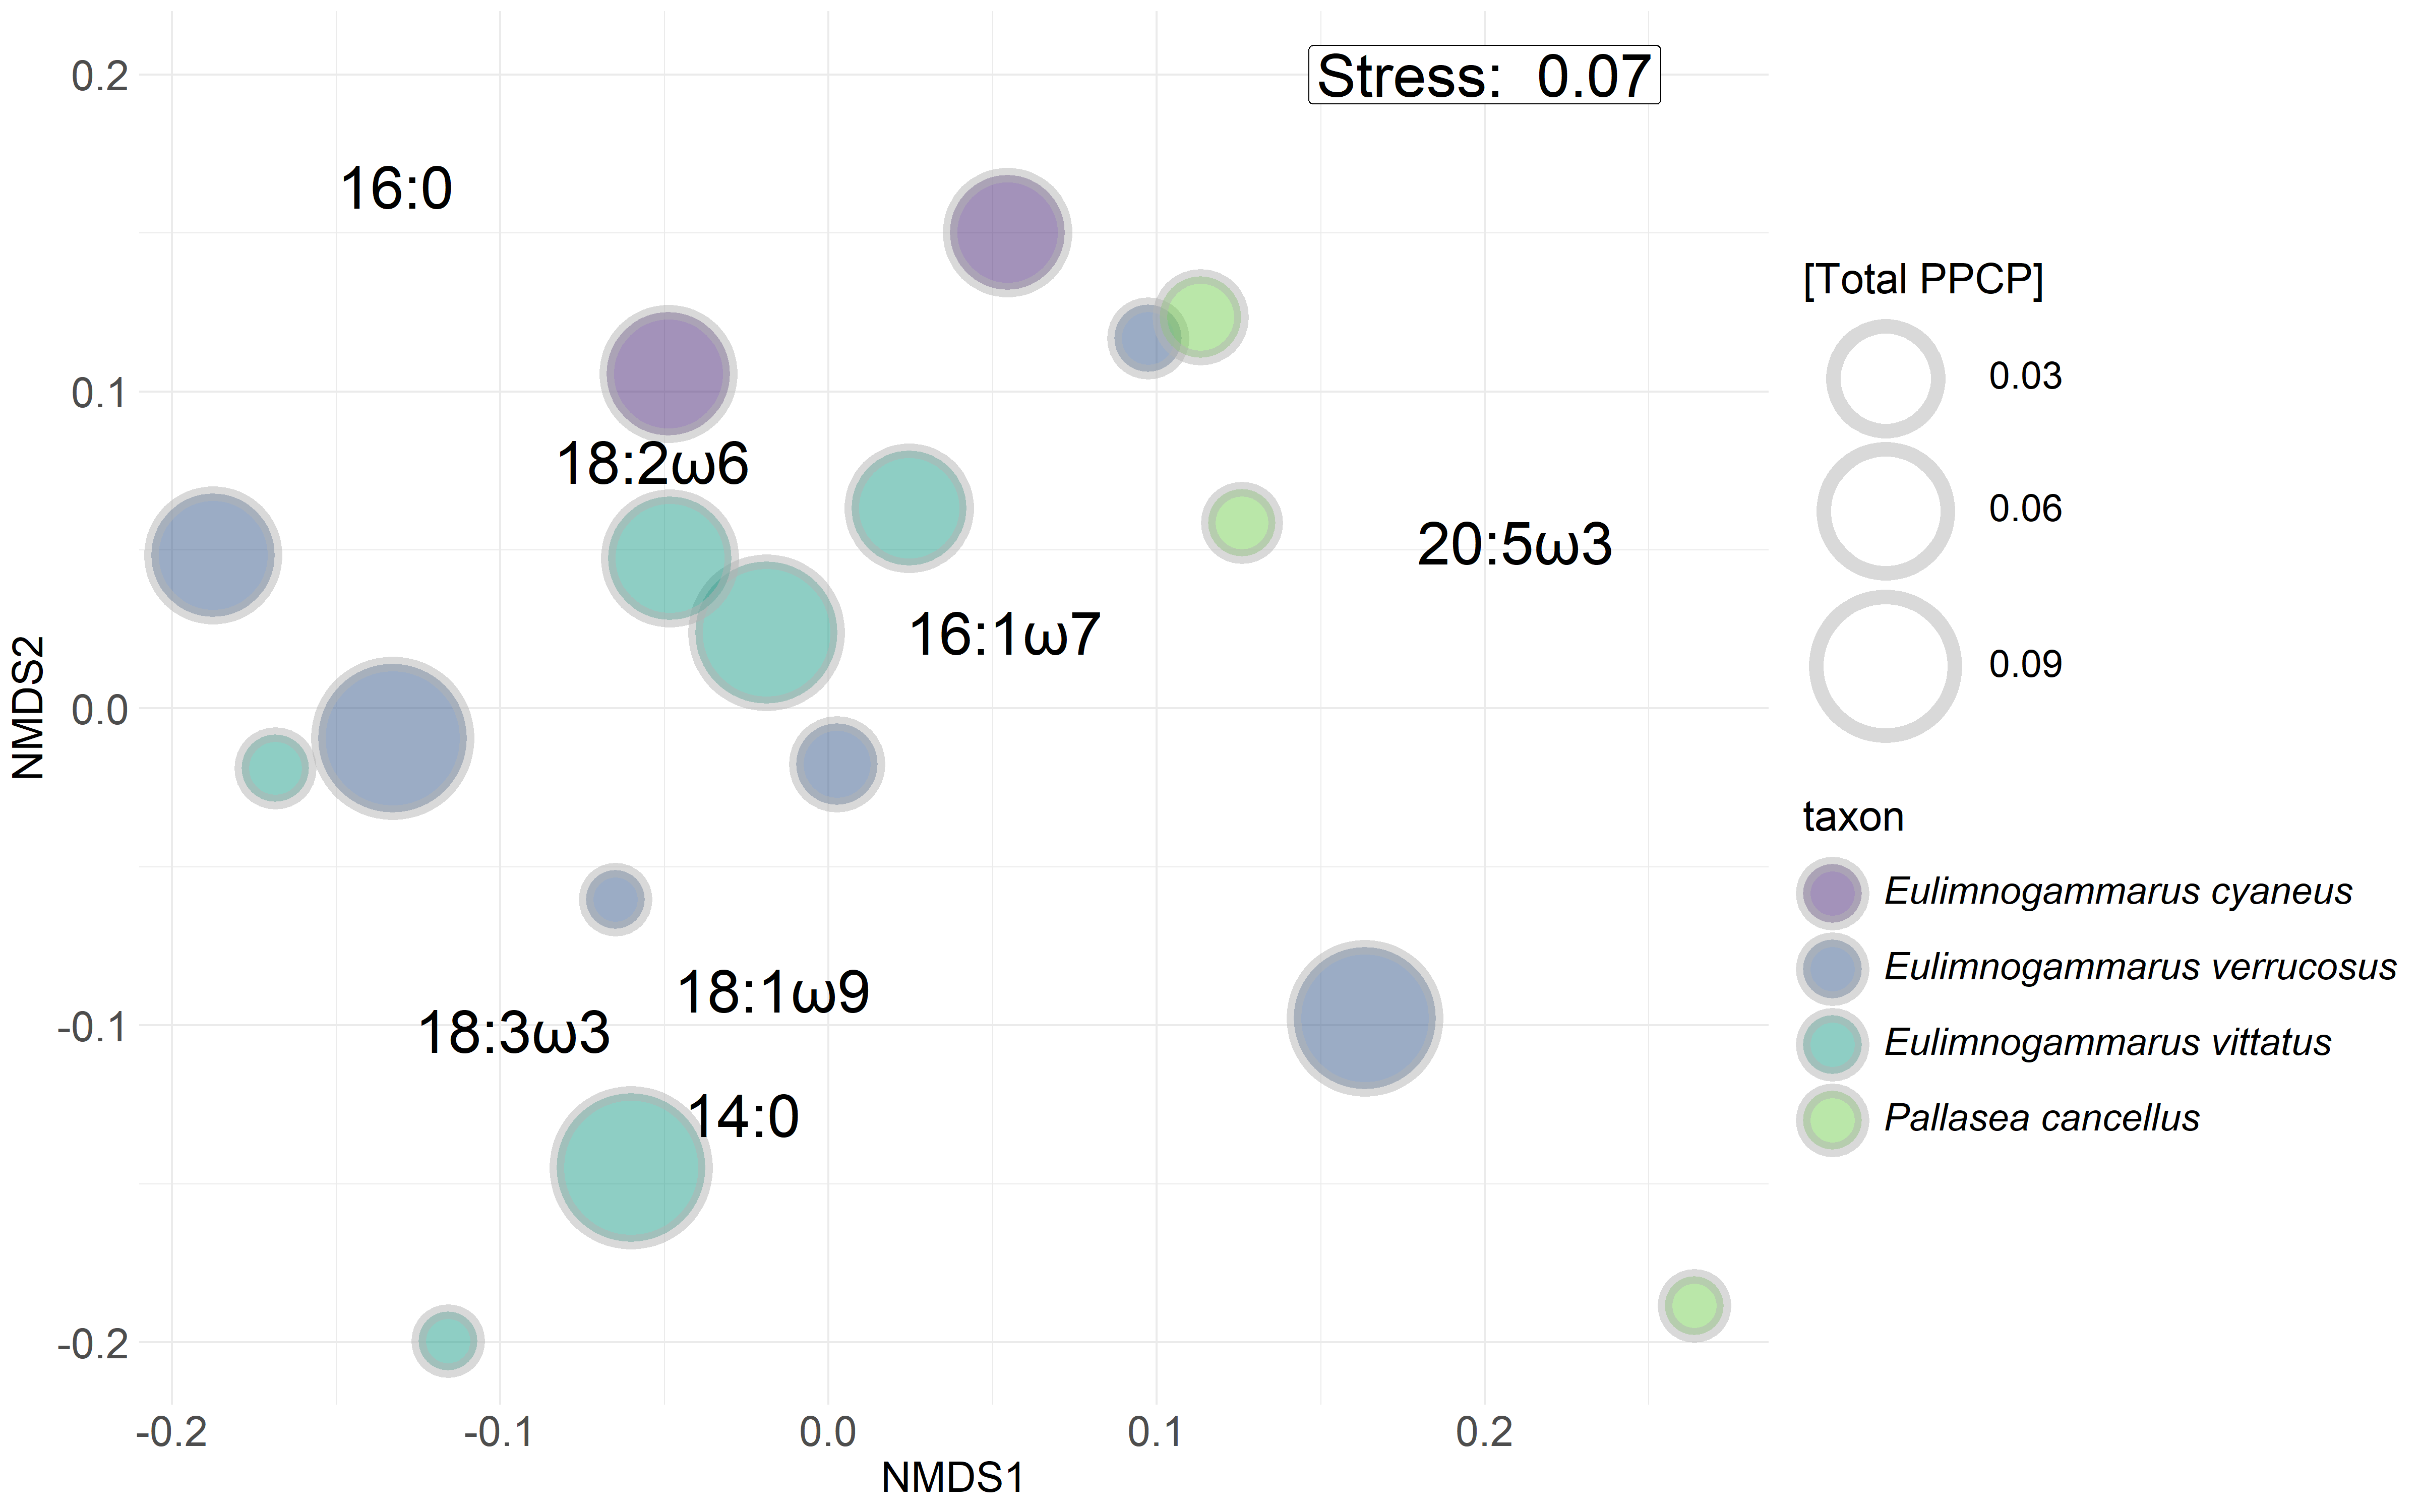 0.2
0.1
0.0
-0.1
-0.2
NMDS2
-0.2
-0.1
0.0
0.1
0.2
NMDS1
Stress:  0.07
16:0
18:2ω6
20:5ω3
16:1ω7
18:1ω9
18:3ω3
14:0
[Total PPCP]
0.03
0.06
0.09
taxon
Eulimnogammarus cyaneus
Eulimnogammarus verrucosus
Eulimnogammarus vittatus
Pallasea cancellus